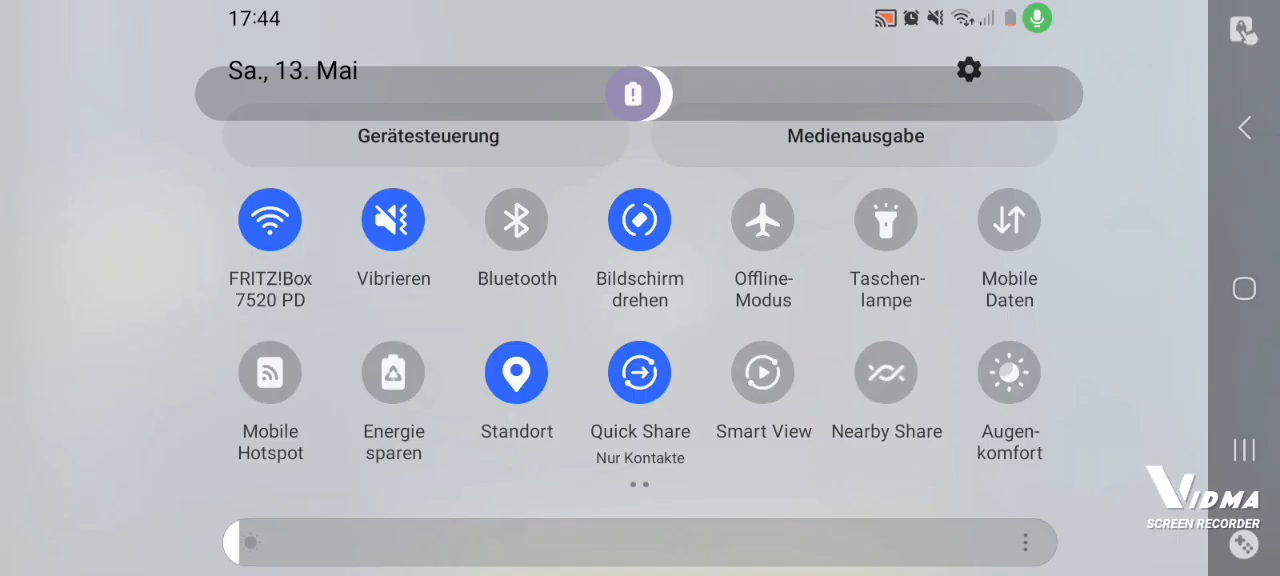 17:44
Sa., 13. Mai
Gerätesteuerung
Medienausgabe
FRITZ!Box
7520 PD
Vibrieren
Bluetooth
Bildschirm
drehen
Offline-
Modus
Taschen-
lampe
Mobile
Daten
Mobile
Hotspot
Energie
sparen
Standort
Quick Share
Nur Kontakte
Smart View
Nearby Share
Augen-
komfort
VIDMA
SCREEN RECORDER